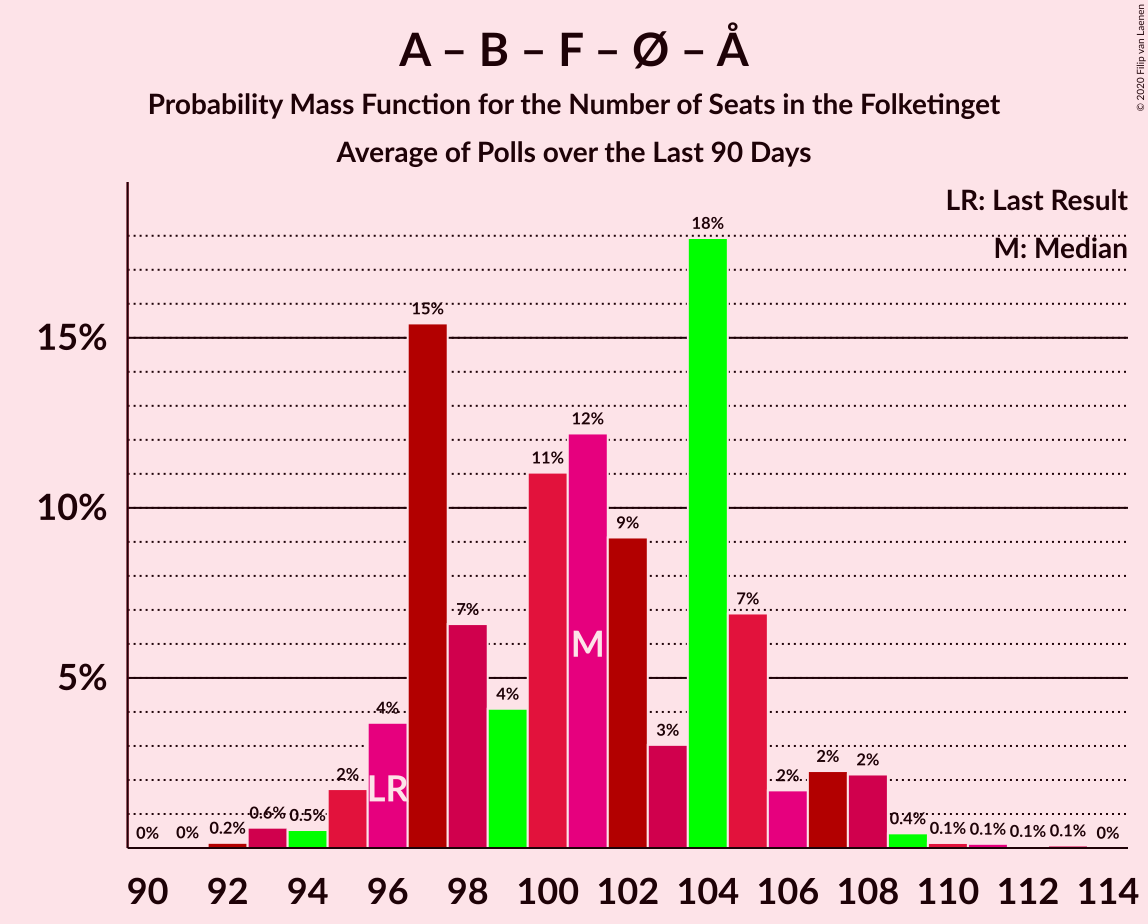 A – B – F – Ø – Å
Probability Mass Function for the Number of Seats in the Folketinget
Average of Polls over the Last 90 Days
© 2020 Filip van Laenen
LR: Last Result
M: Median
15%
10%
5%
0% 0% 0.2% 0.6% 0.5% 2% 4% 15% 7% 4% 11% 12% 9% 3% 18% 7% 2% 2% 2% 0.4% 0.1% 0.1% 0.1% 0.1% 0%
LR M
90 92 94 96 98 100 102 104 106 108 110 112 114